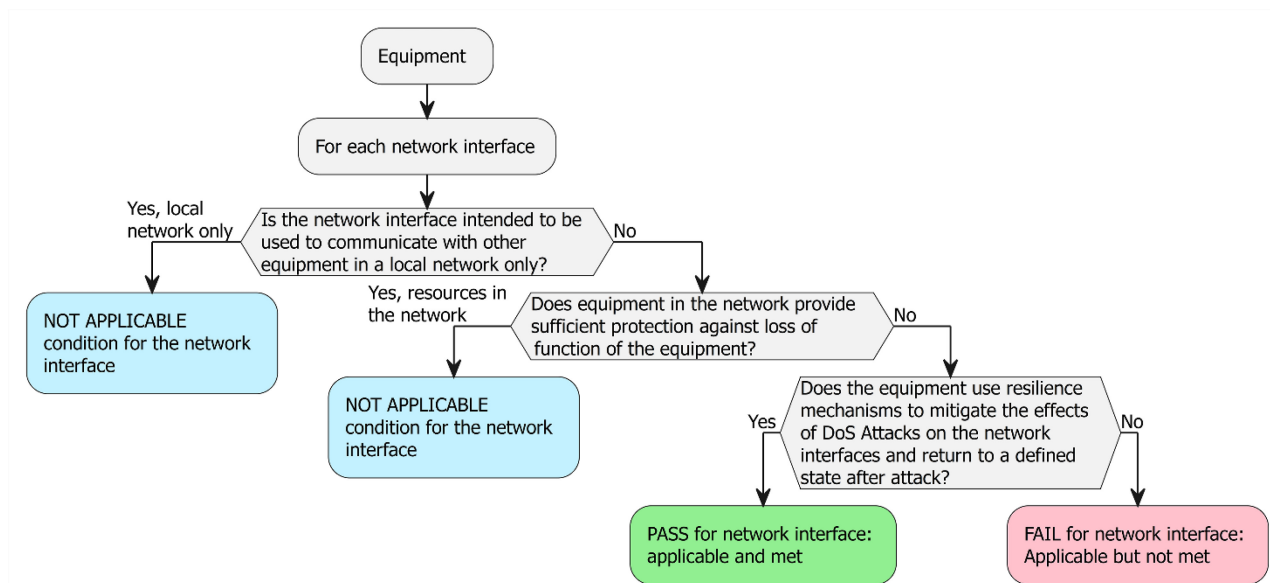 Equipment
For each network interface
Yes, local
network only
Is the network interface intended to be
used to communicate with other
equipment in a local network only?
No
NOT APPLICABLE
condition for the network
interface
Yes, resources in
the network
Does equipment in the network provide
sufficient protection against loss of
function of the equipment?
No
NOT APPLICABLE
condition for the network
interface
Yes
Does the equipment use resilience
mechanisms to mitigate the effects
of DoS Attacks on the network
interfaces and return to a defined
state after attack?
No
PASS for network interface:
applicable and met
FAIL for network interface:
Applicable but not met